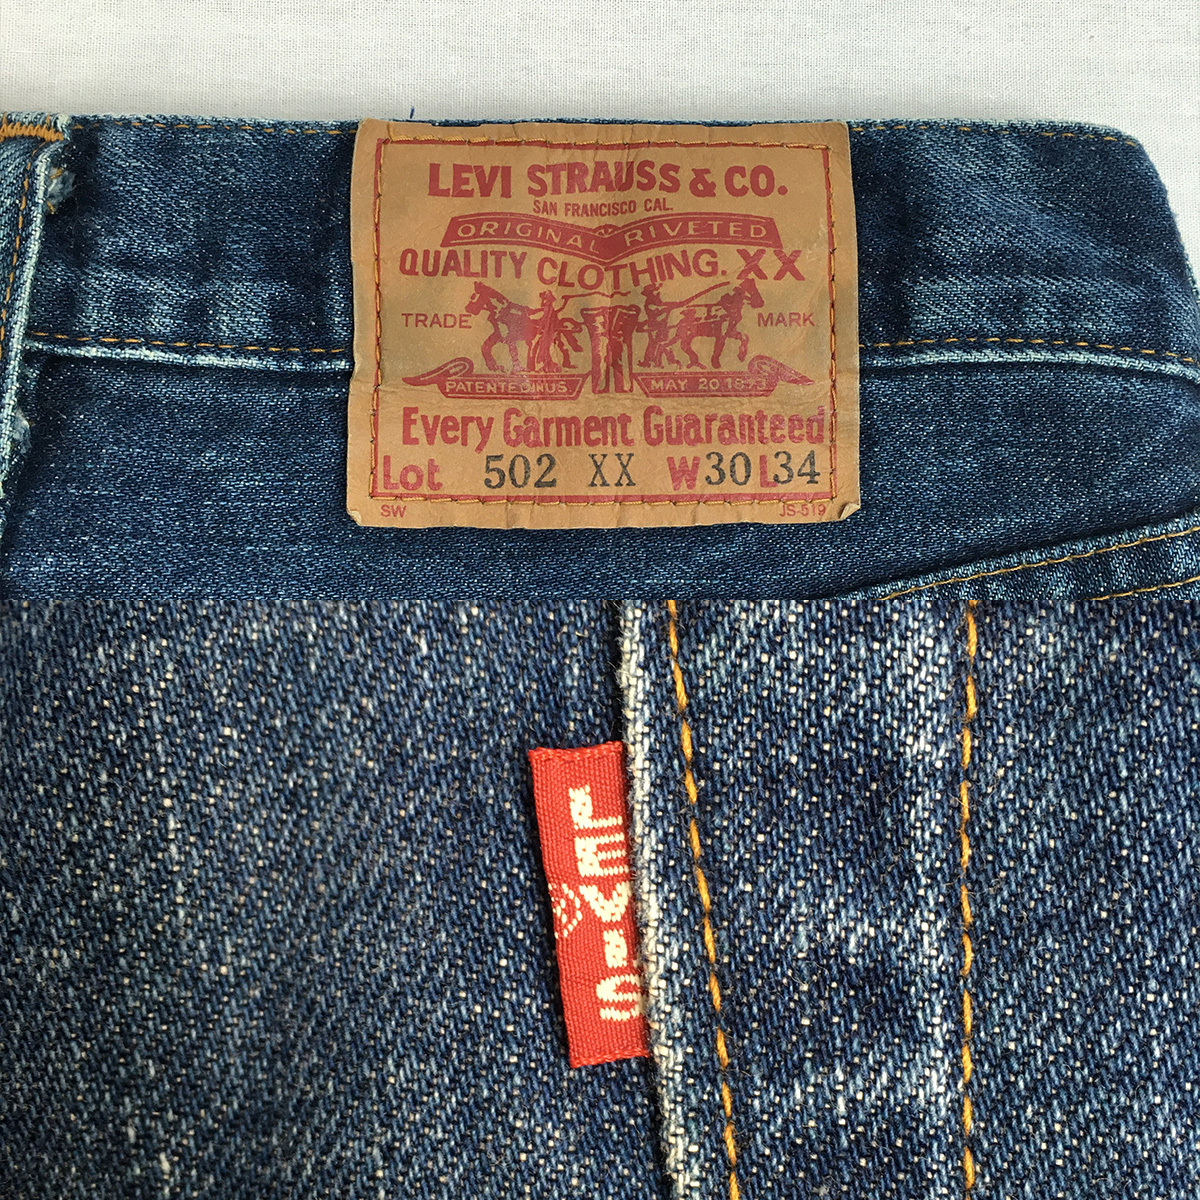 LEVI STRAUSS & CO.
SAN FRANCISCO CAL.
ORIGINAL RIVETED
QUALITY CLOTHING. XX
TRADE MARK
PATENTED IN US MAY 20 1873
Every Garment Guaranteed
Lot 502 XX W30 L34
SW JS-519
LEVI'S
®